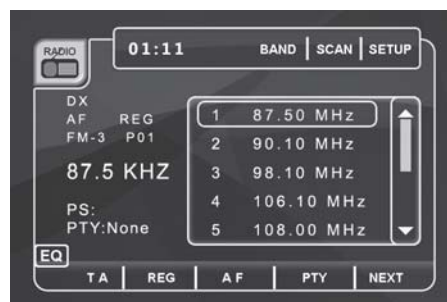 RADIO 01:11 BAND SCAN SETUP
DX
AF REG
FM-3 P01
87.5 KHZ
PS:
PTY:None
1 87.50 MHz
2 90.10 MHz
3 98.10 MHz
4 106.10 MHz
5 108.00 MHz
EQ
TA REG AF PTY NEXT